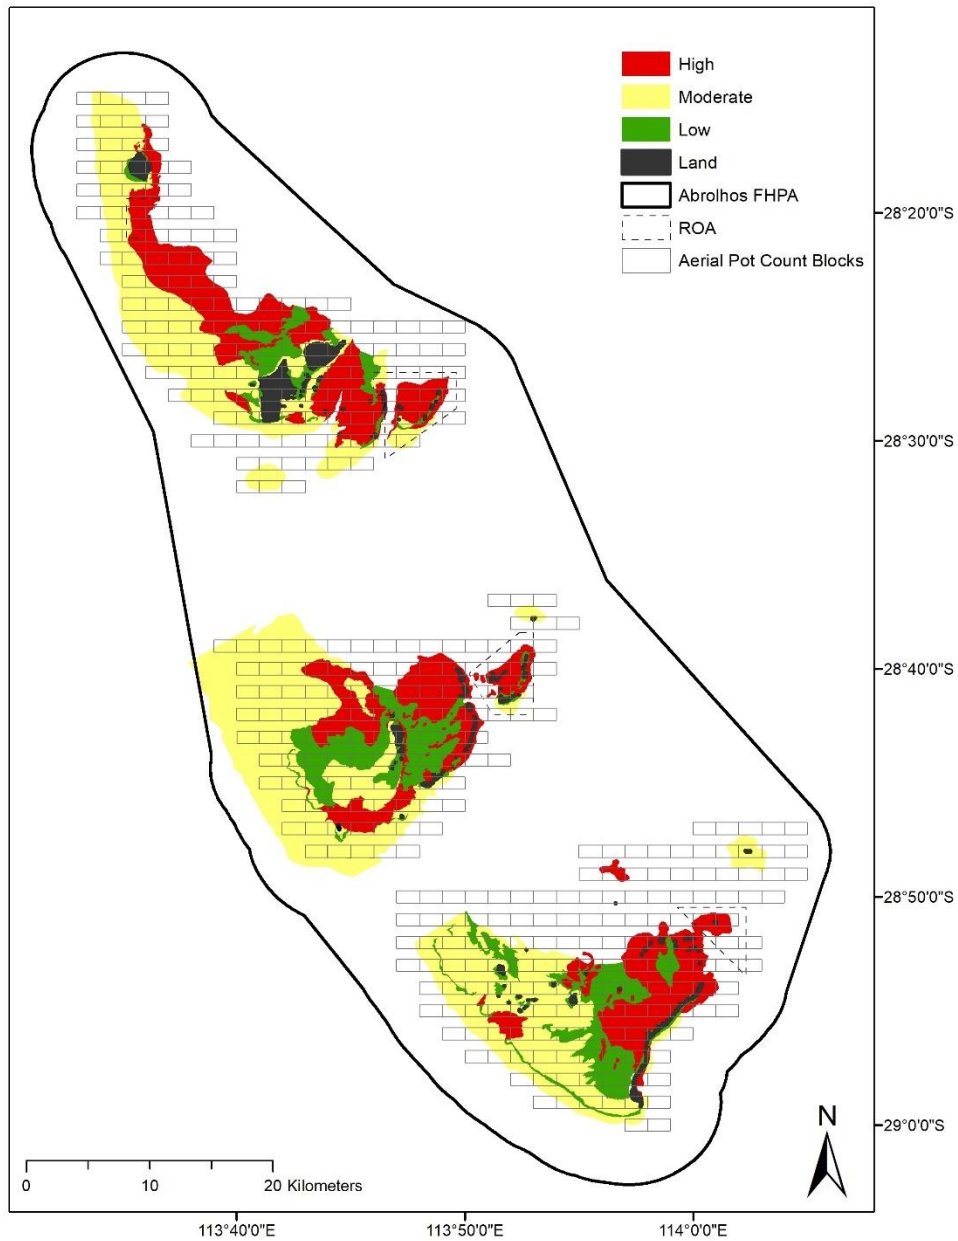 High
Moderate
Low
Land
Abrolhos FHPA
ROA
Aerial Pot Count Blocks
28°20'0"S
28°30'0"S
28°40'0"S
28°50'0"S
29°0'0"S
N
0 10 20 Kilometers
113°40'0"E 113°50'0"E 114°0'0"E